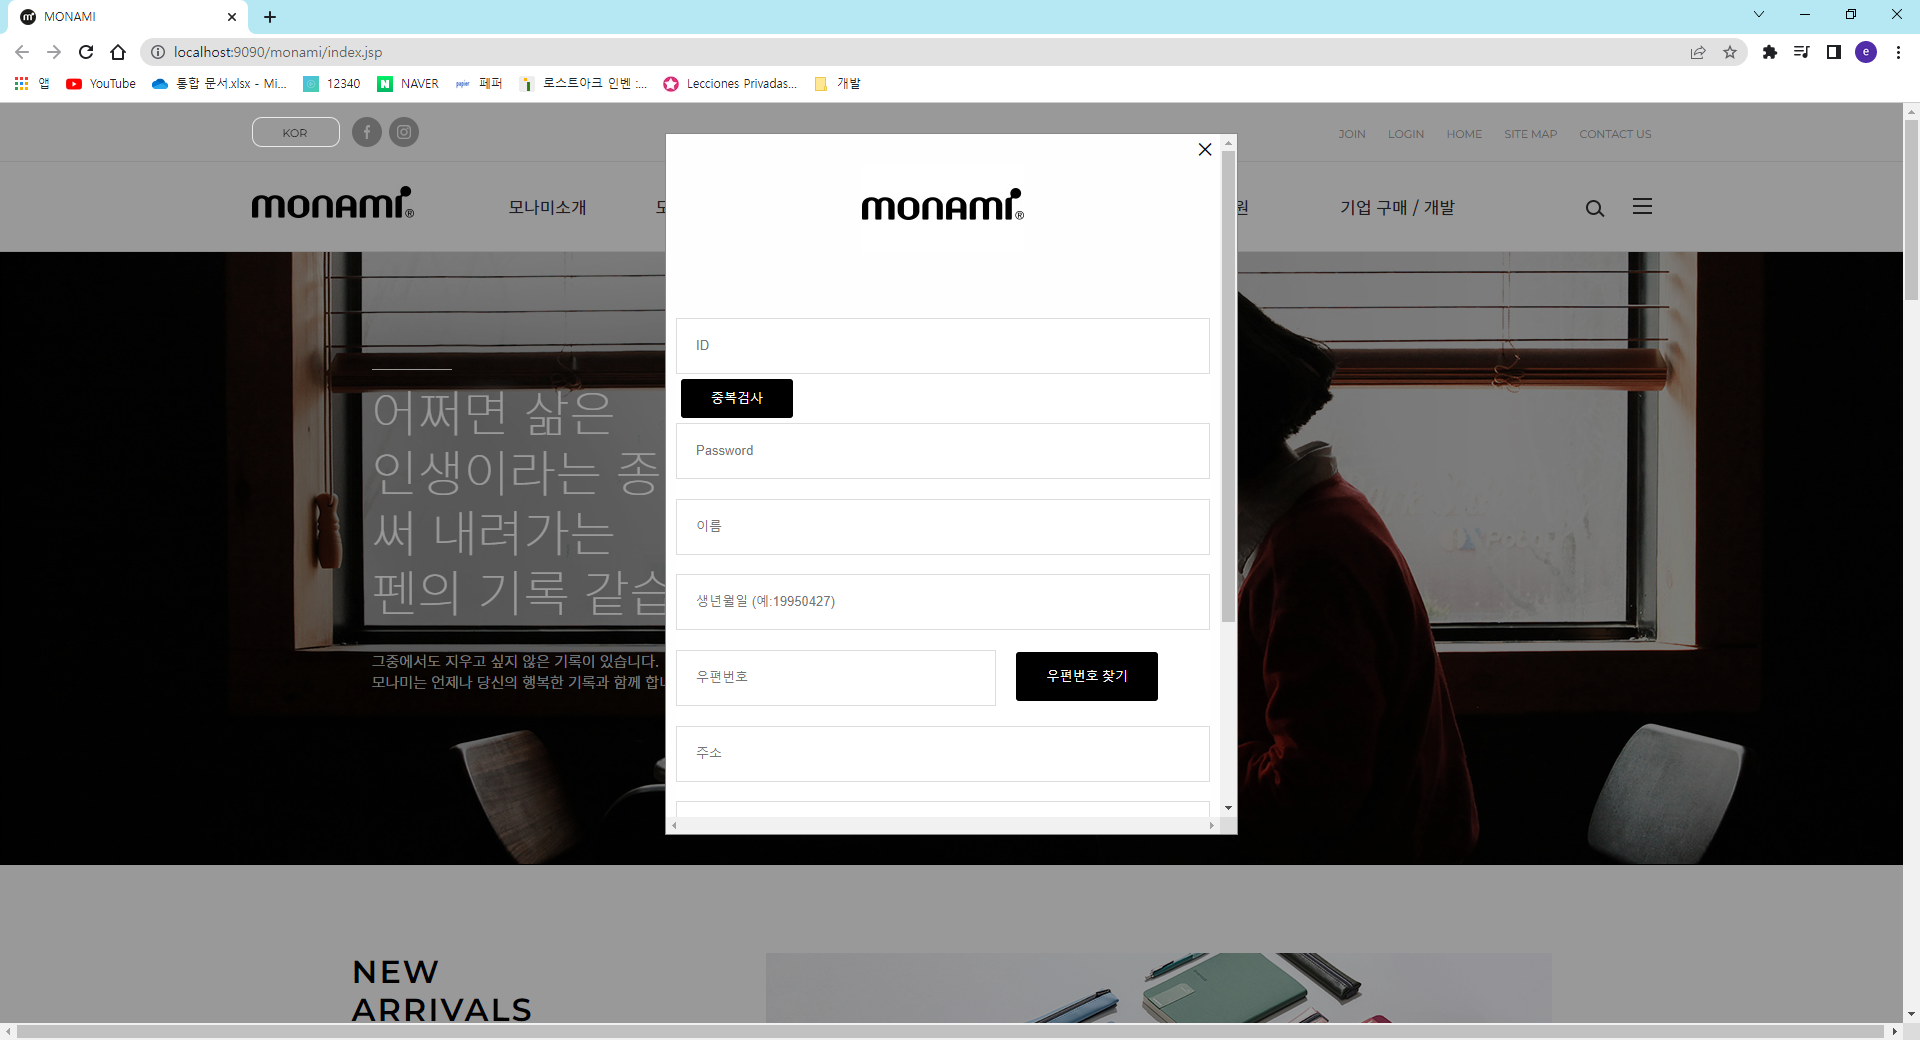 MONAMI
localhost:9090/monami/index.jsp
e
앱
YouTube
통합 문서.xlsx - Mi...
12340
NAVER
페퍼
로스트아크 인벤 :...
Lecciones Privadas...
개발
KOR
JOIN
LOGIN
HOME
SITE MAP
CONTACT US
monami®
모나미소개
원
기업 구매 / 개발
monami®
ID
중복검사
Password
이름
생년월일 (예:19950427)
우편번호
우편번호 찾기
주소
어쩌면 삶은
인생이라는 종
써 내려가는
펜의 기록 같습
그중에서도 지우고 싶지 않은 기록이 있습니다.
모나미는 언제나 당신의 행복한 기록과 함께 합니
NEW
ARRIVALS